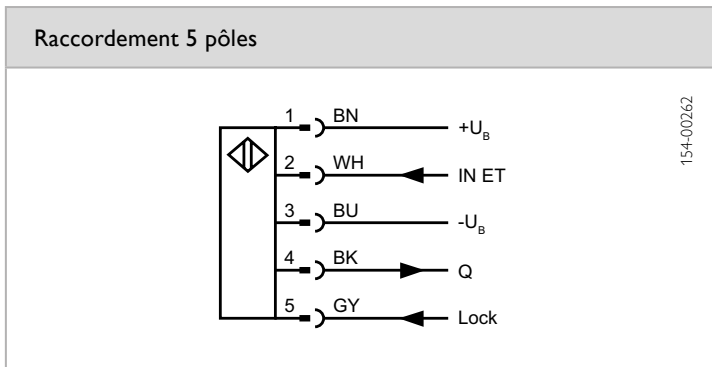 Raccordement 5 pôles
1 BN +UB
2 WH IN ET
3 BU -UB
4 BK Q
5 GY Lock
154-00262